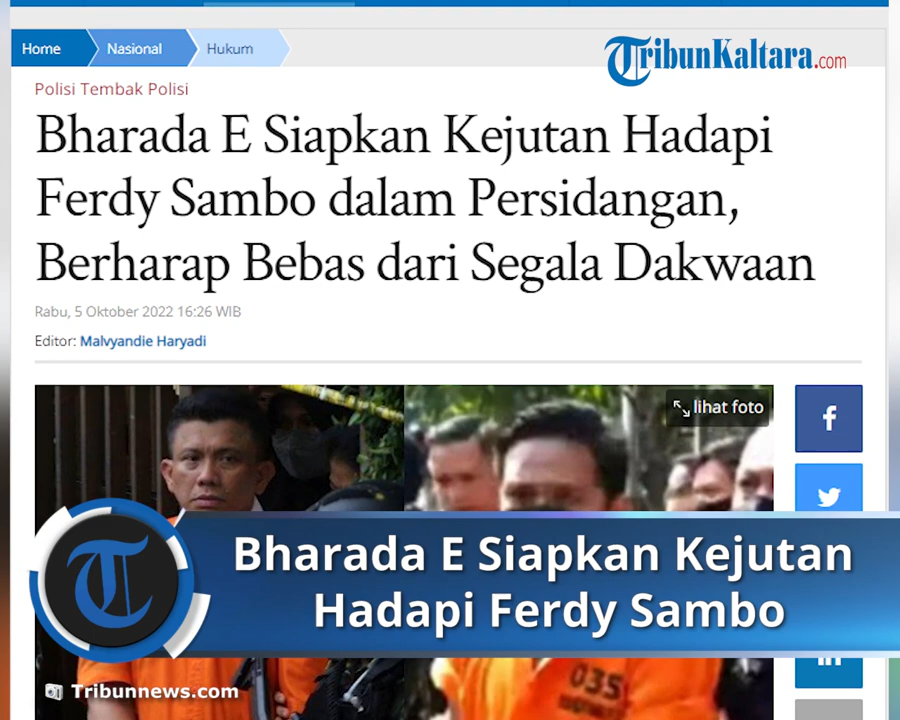 Home Nasional Hukum
TribunKaltara.com
Polisi Tembak Polisi
Bharada E Siapkan Kejutan Hadapi
Ferdy Sambo dalam Persidangan,
Berharap Bebas dari Segala Dakwaan
Rabu, 5 Oktober 2022 16:26 WIB
Editor: Malvyandie Haryadi
lihat foto
f
T
Bharada E Siapkan Kejutan
Hadapi Ferdy Sambo
in
035
Tribunnews.com